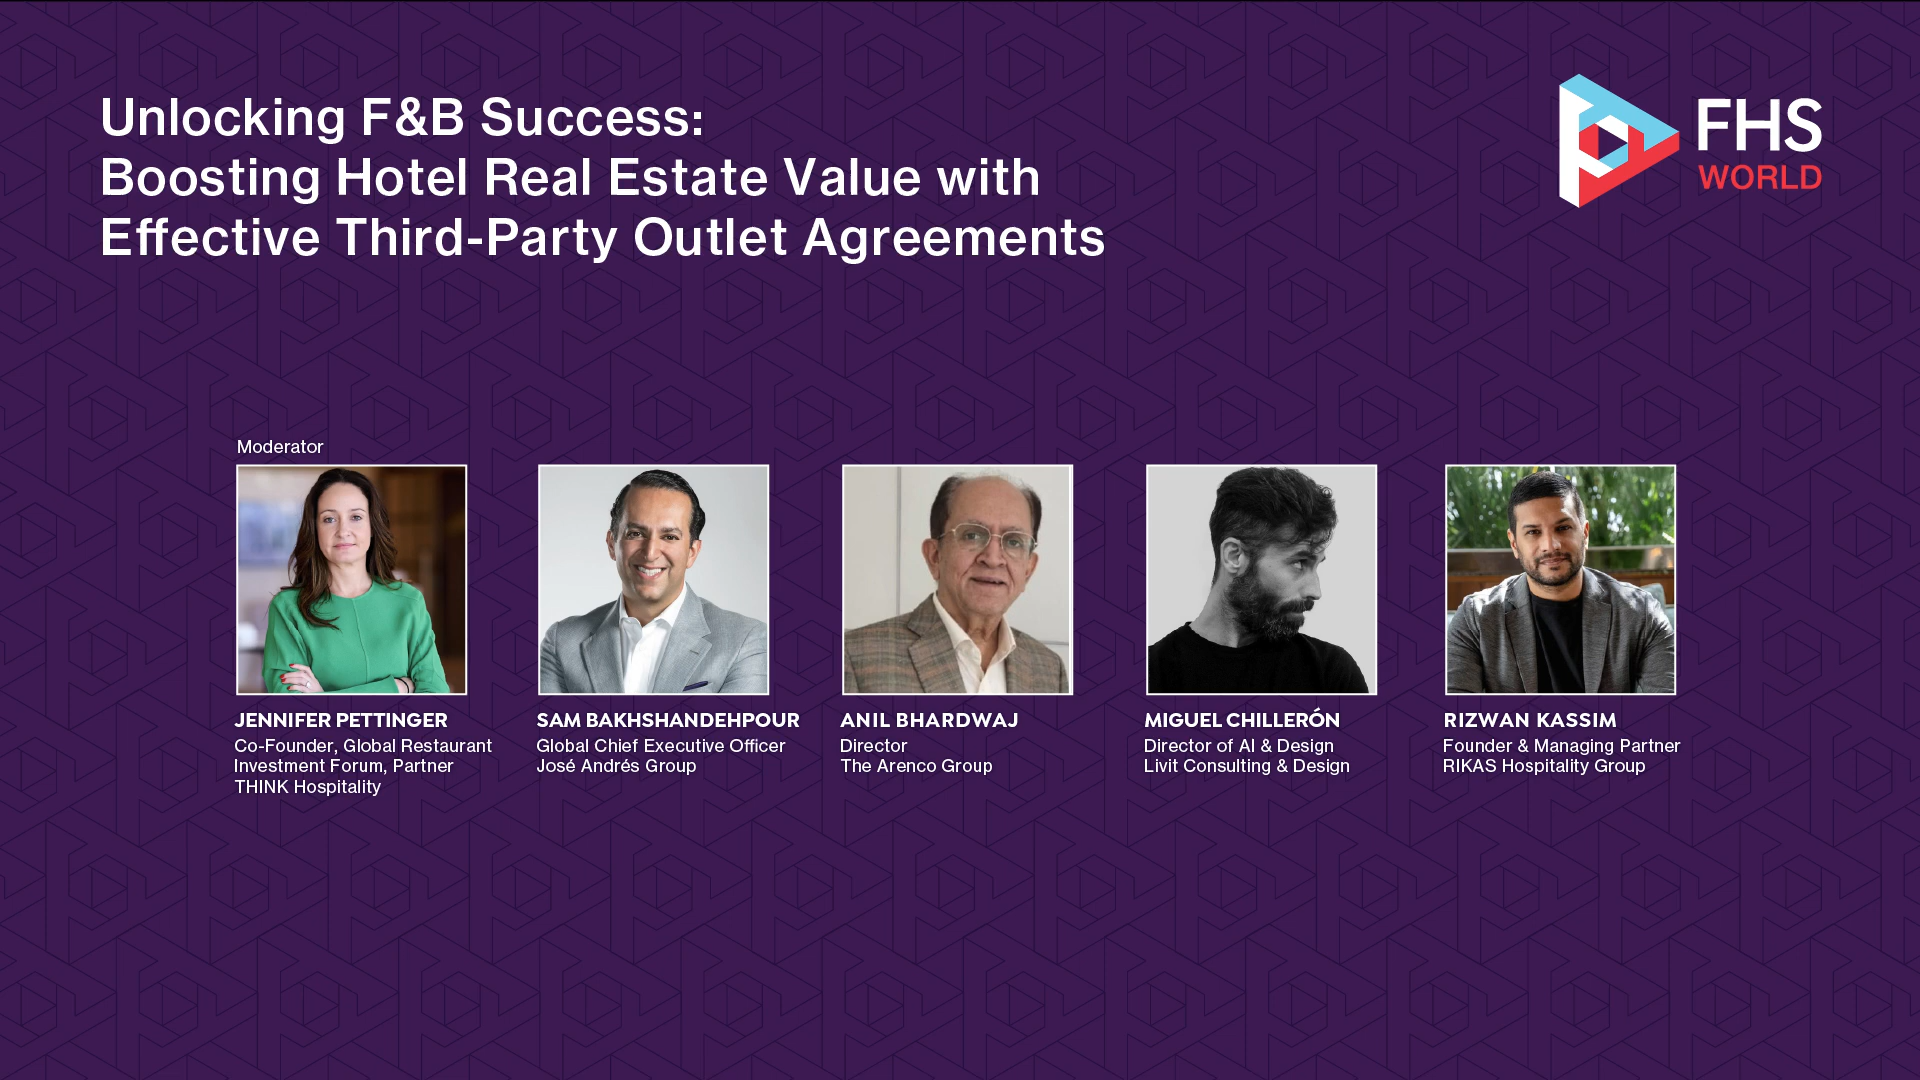 Unlocking F&B Success:
Boosting Hotel Real Estate Value with
Effective Third-Party Outlet Agreements
FHS
WORLD
Moderator
JENNIFER PETTINGER
Co-Founder, Global Restaurant
Investment Forum, Partner
THINK Hospitality
SAM BAKHSHANDEHPOUR
Global Chief Executive Officer
José Andrés Group
ANIL BHARDWAJ
Director
The Arenco Group
MIGUEL CHILLERÓN
Director of AI & Design
Livit Consulting & Design
RIZWAN KASSIM
Founder & Managing Partner
RIKAS Hospitality Group